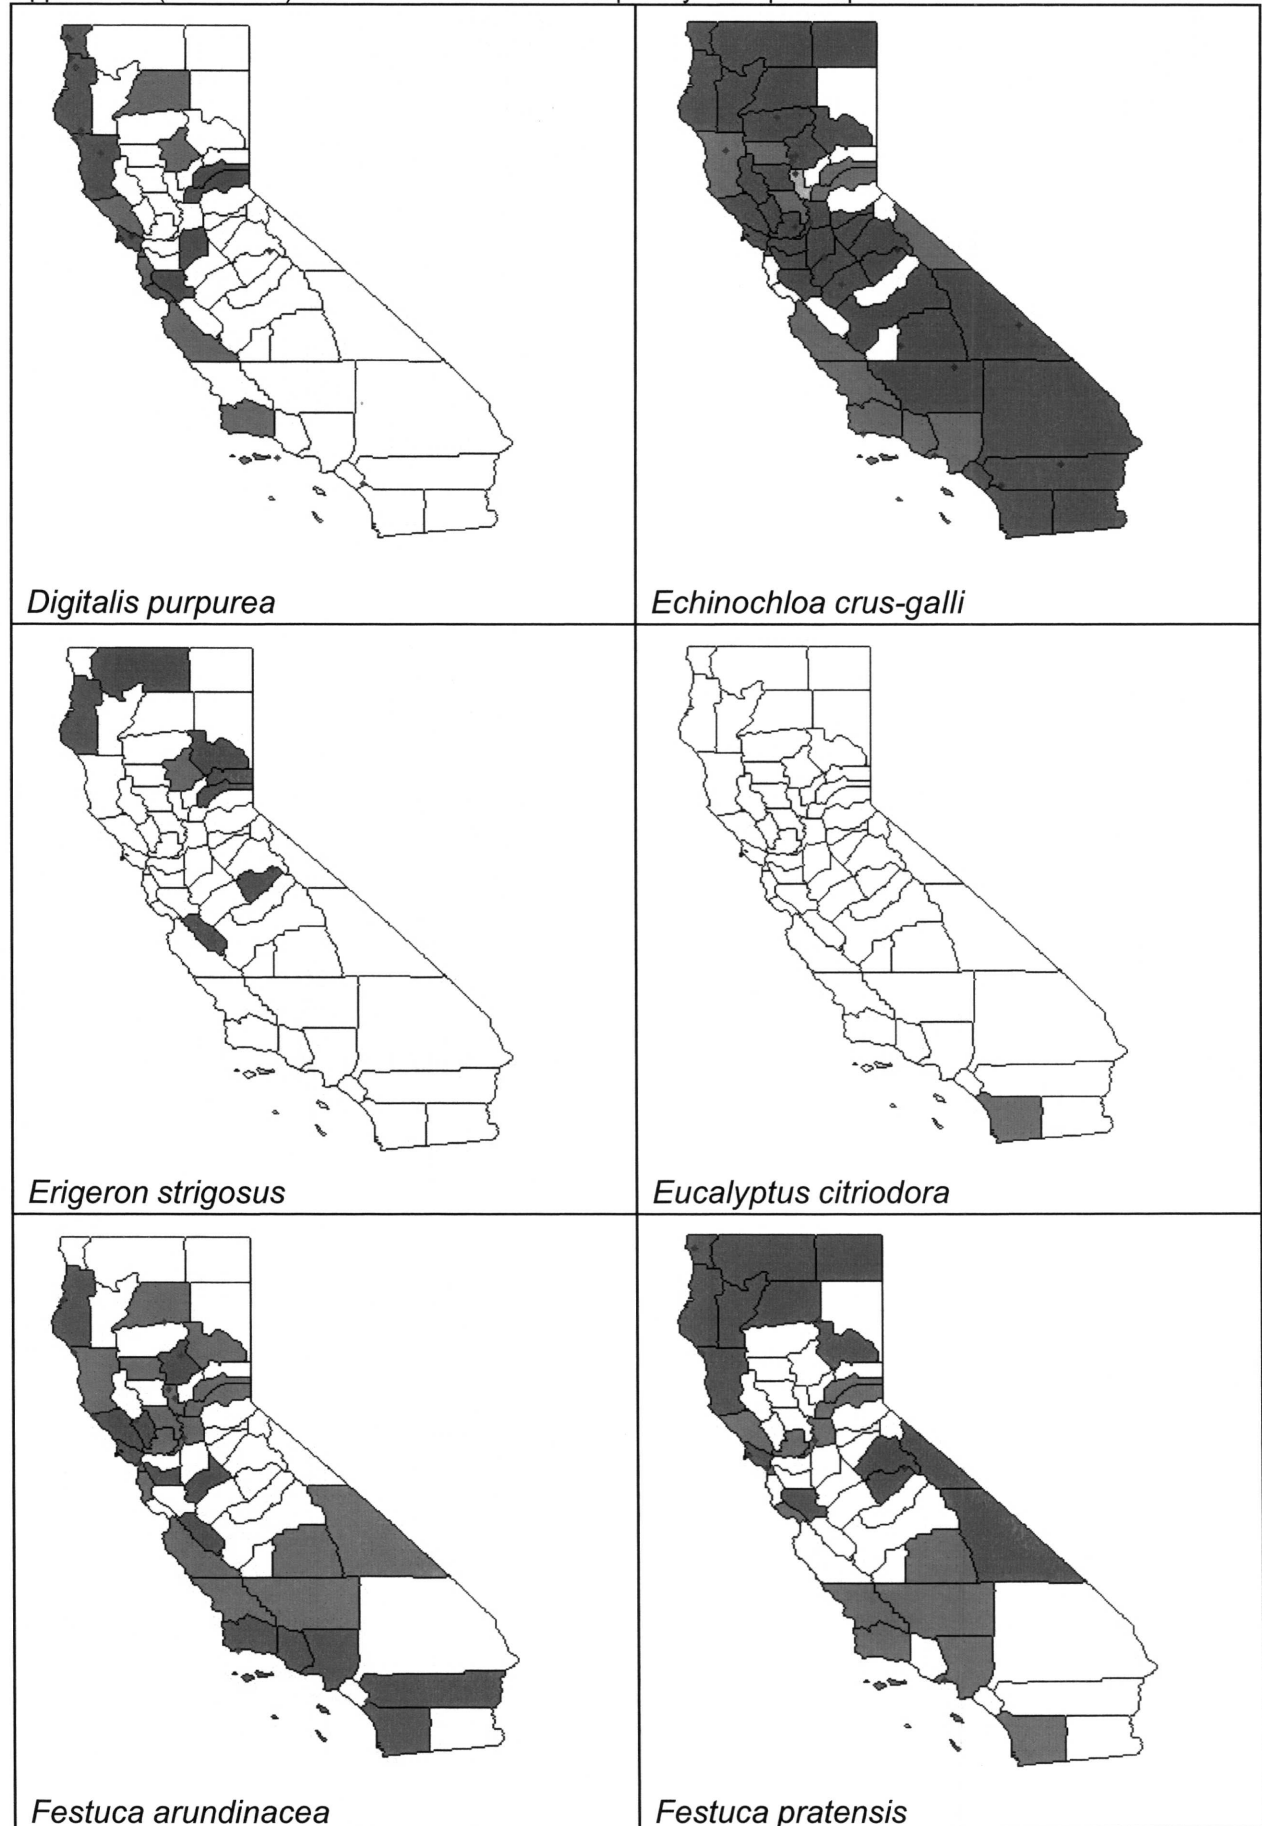 Digitalis purpurea
Echinochloa crus-galli
Erigeron strigosus
Eucalyptus citriodora
Festuca arundinacea
Festuca pratensis